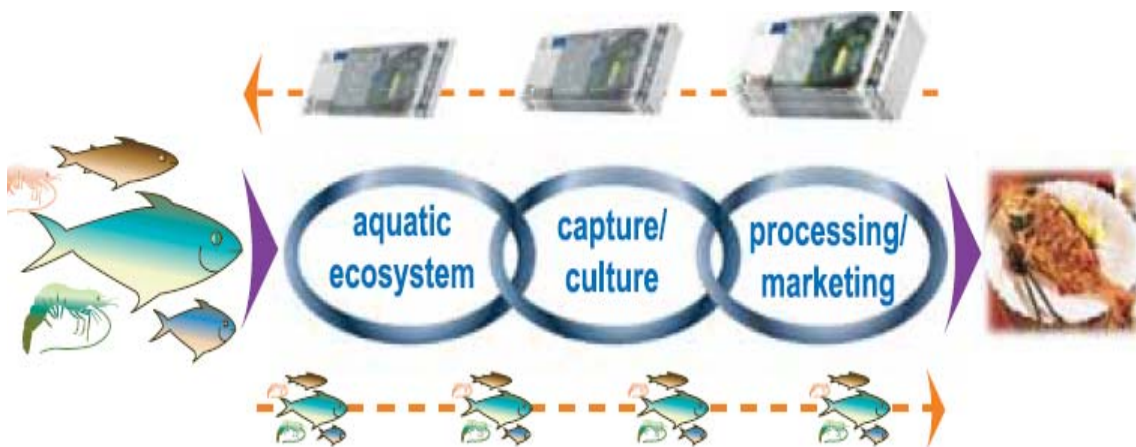 aquatic
ecosystem
capture/
culture
processing/
marketing